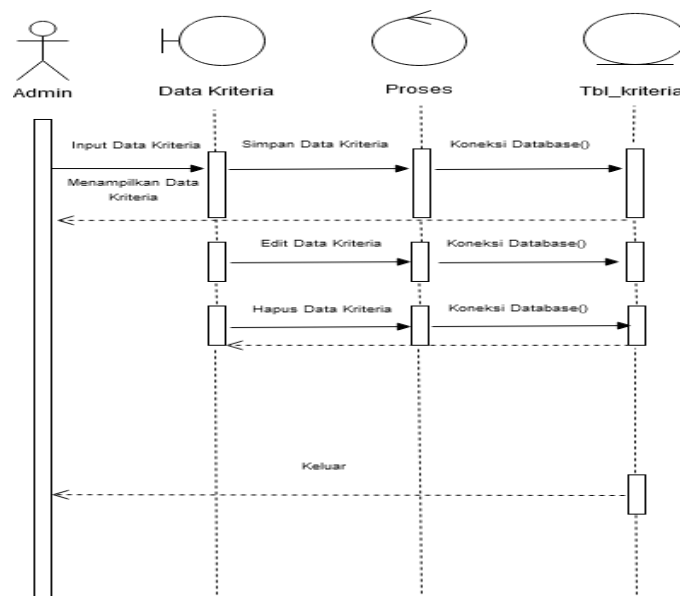 Admin
Data Kriteria
Proses
Tbl_kriteria
Input Data Kriteria
Simpan Data Kriteria
Koneksi Database()
Menampilkan Data
Kriteria
Edit Data Kriteria
Koneksi Database()
Hapus Data Kriteria
Koneksi Database()
Keluar